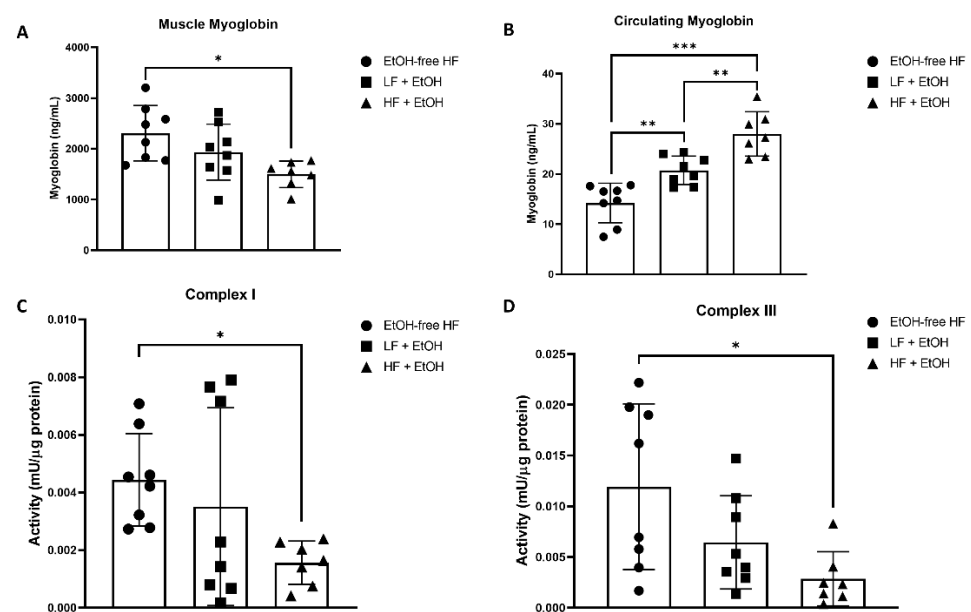 A
Muscle Myoglobin
Myoglobin (ng/mL)
4000
3000
2000
1000
0
*
EtOH-free HF
LF + EtOH
HF + EtOH
B
Circulating Myoglobin
Myoglobin (ng/mL)
40
30
20
10
0
***
**
**
EtOH-free HF
LF + EtOH
HF + EtOH
C
Complex I
Activity (mU/µg protein)
0.010
0.008
0.006
0.004
0.002
0.000
*
EtOH-free HF
LF + EtOH
HF + EtOH
D
Complex III
Activity (mU/µg protein)
0.025
0.020
0.015
0.010
0.005
0.000
*
EtOH-free HF
LF + EtOH
HF + EtOH